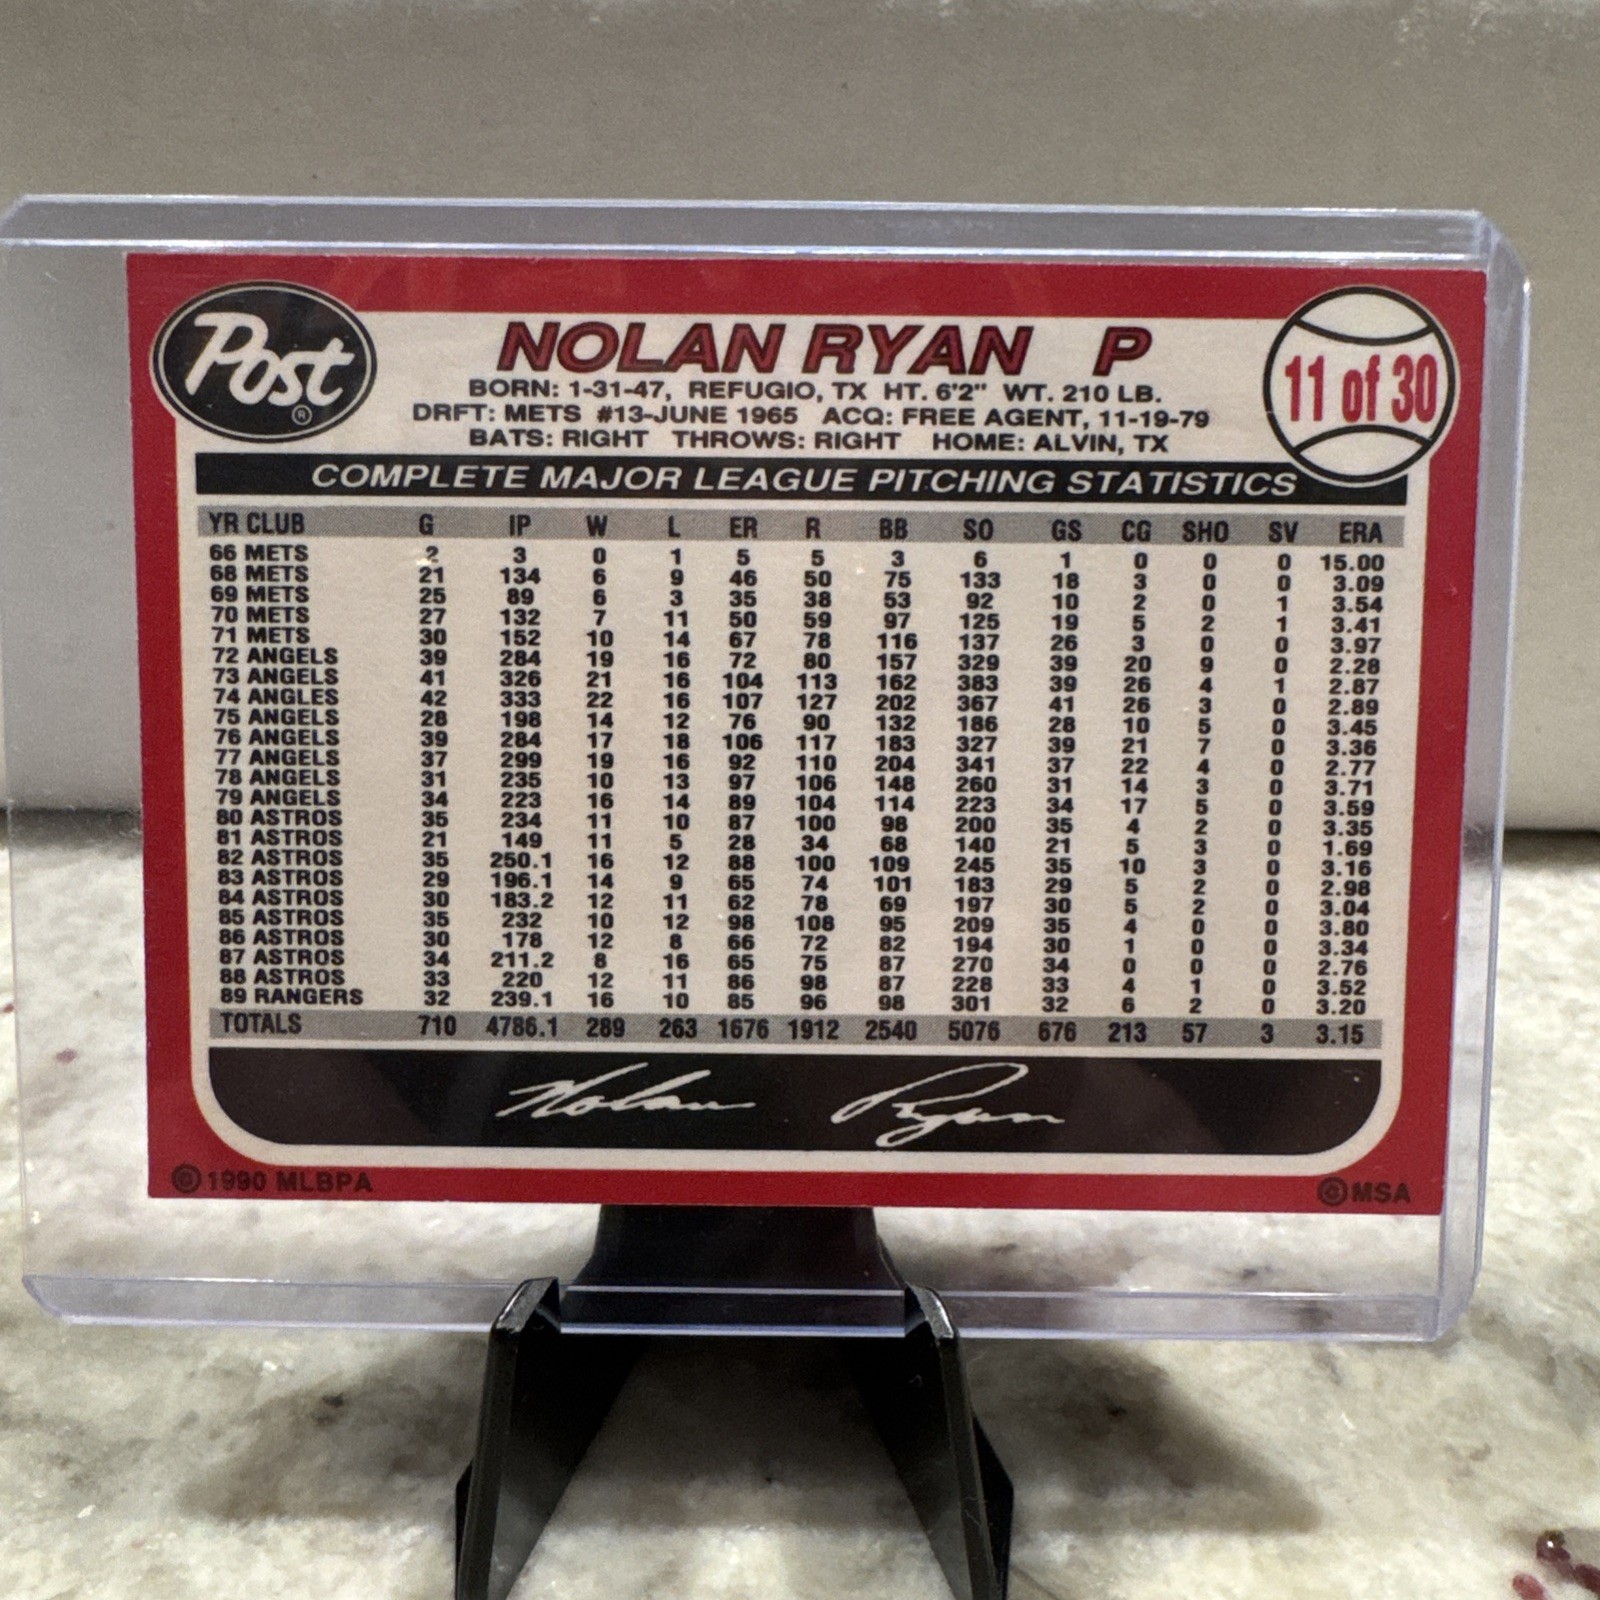 Post ®
NOLAN RYAN P
11 of 30
BORN: 1-31-47, REFUGIO, TX HT. 6'2" WT. 210 LB.
DRFT: METS #13-JUNE 1965 ACQ: FREE AGENT, 11-19-79
BATS: RIGHT THROWS: RIGHT HOME: ALVIN, TX
COMPLETE MAJOR LEAGUE PITCHING STATISTICS
YR CLUB G IP W L ER R BB SO GS CG SHO SV ERA
66 METS 2 3 0 1 5 5 3 6 1 0 0 0 15.00
68 METS 21 134 6 9 46 50 75 133 18 3 0 0 3.09
69 METS 25 89 6 3 35 38 53 92 10 2 0 1 3.54
70 METS 27 132 7 11 50 59 97 125 19 5 2 1 3.41
71 METS 30 152 10 14 67 78 116 137 26 3 0 0 3.97
72 ANGELS 39 284 19 16 72 80 157 329 39 20 9 0 2.28
73 ANGELS 41 326 21 16 104 113 162 383 39 26 4 1 2.87
74 ANGLES 42 333 22 16 107 127 202 367 41 26 3 0 2.89
75 ANGELS 28 198 14 12 76 90 132 186 28 10 5 0 3.45
76 ANGELS 39 284 17 18 106 117 183 327 39 21 7 0 3.36
77 ANGELS 37 299 19 16 92 110 204 341 37 22 4 0 2.77
78 ANGELS 31 235 10 13 97 106 148 260 31 14 3 0 3.71
79 ANGELS 34 223 16 14 89 104 114 223 34 17 5 0 3.59
80 ASTROS 35 234 11 10 87 100 98 200 35 4 2 0 3.35
81 ASTROS 21 149 11 5 28 34 68 140 21 5 3 0 1.69
82 ASTROS 35 250.1 16 12 88 100 109 245 35 10 3 0 3.16
83 ASTROS 29 196.1 14 9 65 74 101 183 29 5 2 0 2.98
84 ASTROS 30 183.2 12 11 62 78 69 197 30 5 2 0 3.04
85 ASTROS 35 232 10 12 98 108 95 209 35 4 0 0 3.80
86 ASTROS 30 178 12 8 66 72 82 194 30 1 0 0 3.34
87 ASTROS 34 211.2 8 16 65 75 87 270 34 0 0 0 2.76
88 ASTROS 33 220 12 11 86 98 87 228 33 4 1 0 3.52
89 RANGERS 32 239.1 16 10 85 96 98 301 32 6 2 0 3.20
TOTALS 710 4786.1 289 263 1676 1912 2540 5076 676 213 57 3 3.15
Nolan Ryan
© 1990 MLBPA
© MSA